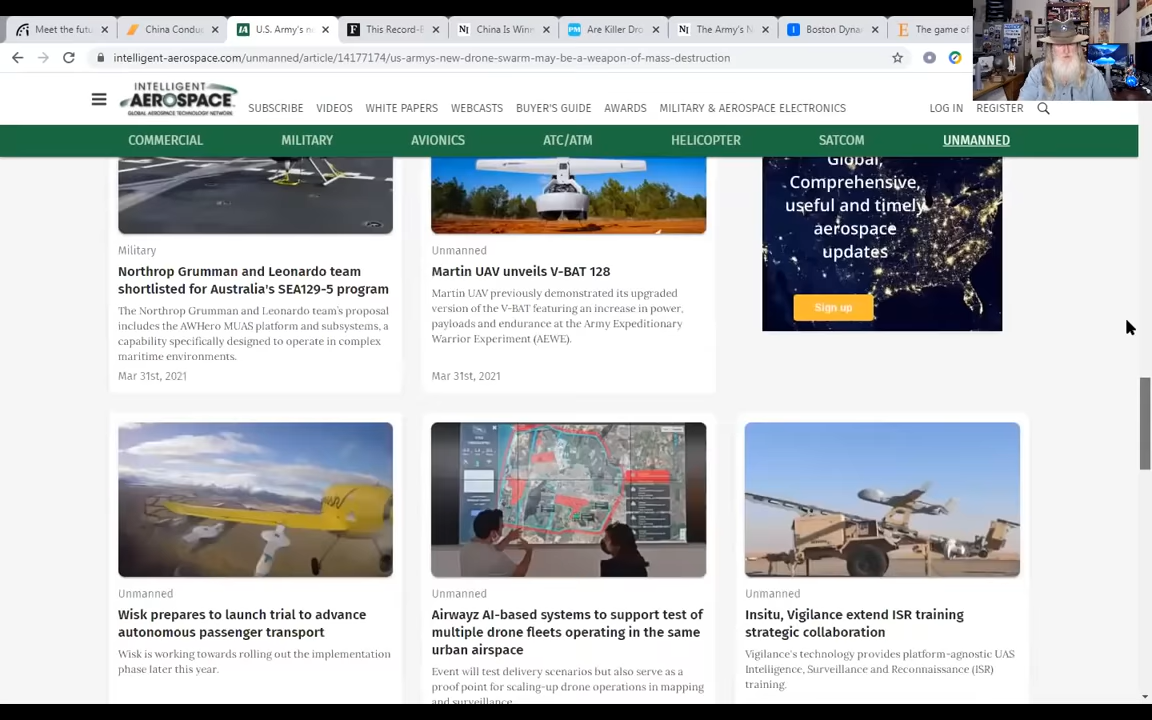 Meet the futu
China Condu
U.S. Army's n
This Record-B
China Is Winn
Are Killer Dro
The Army's N
Boston Dyna
The game of
intelligent-aerospace.com/unmanned/article/14177174/us-armys-new-drone-swarm-may-be-a-weapon-of-mass-destruction
INTELLIGENT
AEROSPACE
GLOBAL AEROSPACE TECHNOLOGY NETWORK
SUBSCRIBE VIDEOS WHITE PAPERS WEBCASTS BUYER'S GUIDE AWARDS MILITARY & AEROSPACE ELECTRONICS LOG IN REGISTER
COMMERCIAL MILITARY AVIONICS ATC/ATM HELICOPTER SATCOM UNMANNED
Military
Northrop Grumman and Leonardo team
shortlisted for Australia's SEA129-5 program
The Northrop Grumman and Leonardo team's proposal
includes the AWHero MUAS platform and subsystems, a
capability specifically designed to operate in complex
maritime environments.
Mar 31st, 2021
Unmanned
Martin UAV unveils V-BAT 128
Martin UAV previously demonstrated its upgraded
version of the V-BAT featuring an increase in power,
payloads and endurance at the Army Expeditionary
Warrior Experiment (AEWE).
Mar 31st, 2021
Global,
Comprehensive,
useful and timely
aerospace
updates
Sign up
Unmanned
Wisk prepares to launch trial to advance
autonomous passenger transport
Wisk is working towards rolling out the implementation
phase later this year.
Unmanned
Airwayz AI-based systems to support test of
multiple drone fleets operating in the same
urban airspace
Event will test delivery scenarios but also serve as a
proof point for scaling-up drone operations in mapping
and surveillance.
Unmanned
Insitu, Vigilance extend ISR training
strategic collaboration
Vigilance's technology provides platform-agnostic UAS
Intelligence, Surveillance and Reconnaissance (ISR)
training.